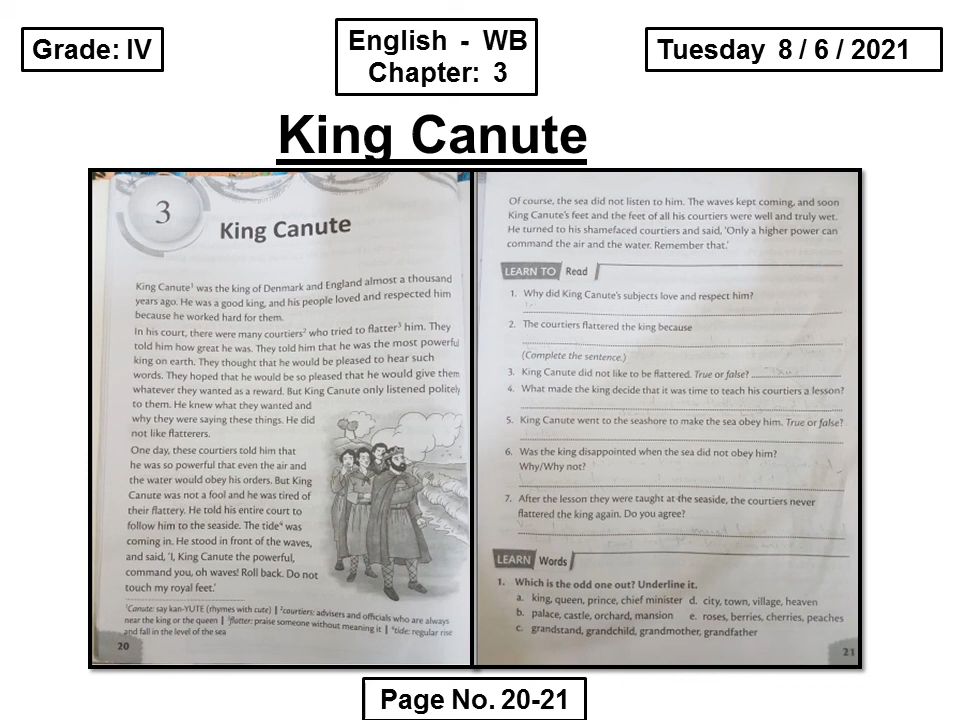 Grade: IV
English - WB
Chapter: 3
Tuesday 8 / 6 / 2021
King Canute
3
King Canute
King Canute¹ was the king of Denmark and England almost a thousand
years ago. He was a good king, and his people loved and respected him
because he worked hard for them.
In his court, there were many courtiers² who tried to flatter³ him. They
told him how great he was. They told him that he was the most powerful
king on earth. They thought that he would be pleased to hear such
words. They hoped that he would be so pleased that he would give them
whatever they wanted as a reward. But King Canute only listened politely
to them. He knew what they wanted and
why they were saying these things. He did
not like flatterers.
One day, these courtiers told him that
he was so powerful that even the air and
the water would obey his orders. But King
Canute was not a fool and he was tired of
their flattery. He told his entire court to
follow him to the seaside. The tide⁴ was
coming in. He stood in front of the waves,
and said, 'I, King Canute the powerful,
command you, oh waves! Roll back. Do not
touch my royal feet.'
¹Canute: say kan-YUTE (rhymes with cute) | ²courtiers: advisers and officials who are always
near the king or the queen | ³flatter: praise someone without meaning it | ⁴tide: regular rise
and fall in the level of the sea
20
Of course, the sea did not listen to him. The waves kept coming, and soon
King Canute's feet and the feet of all his courtiers were well and truly wet.
He turned to his shamefaced courtiers and said, 'Only a higher power can
command the air and the water. Remember that.'
LEARN TO Read
1. Why did King Canute's subjects love and respect him?
2. The courtiers flattered the king because
(Complete the sentence.)
3. King Canute did not like to be flattered. True or false?
4. What made the king decide that it was time to teach his courtiers a lesson?
5. King Canute went to the seashore to make the sea obey him. True or false?
6. Was the king disappointed when the sea did not obey him?
Why/Why not?
7. After the lesson they were taught at the seaside, the courtiers never
flattered the king again. Do you agree?
LEARN Words
1. Which is the odd one out? Underline it.
a. king, queen, prince, chief minister d. city, town, village, heaven
b. palace, castle, orchard, mansion e. roses, berries, cherries, peaches
c. grandstand, grandchild, grandmother, grandfather
21
Page No. 20-21